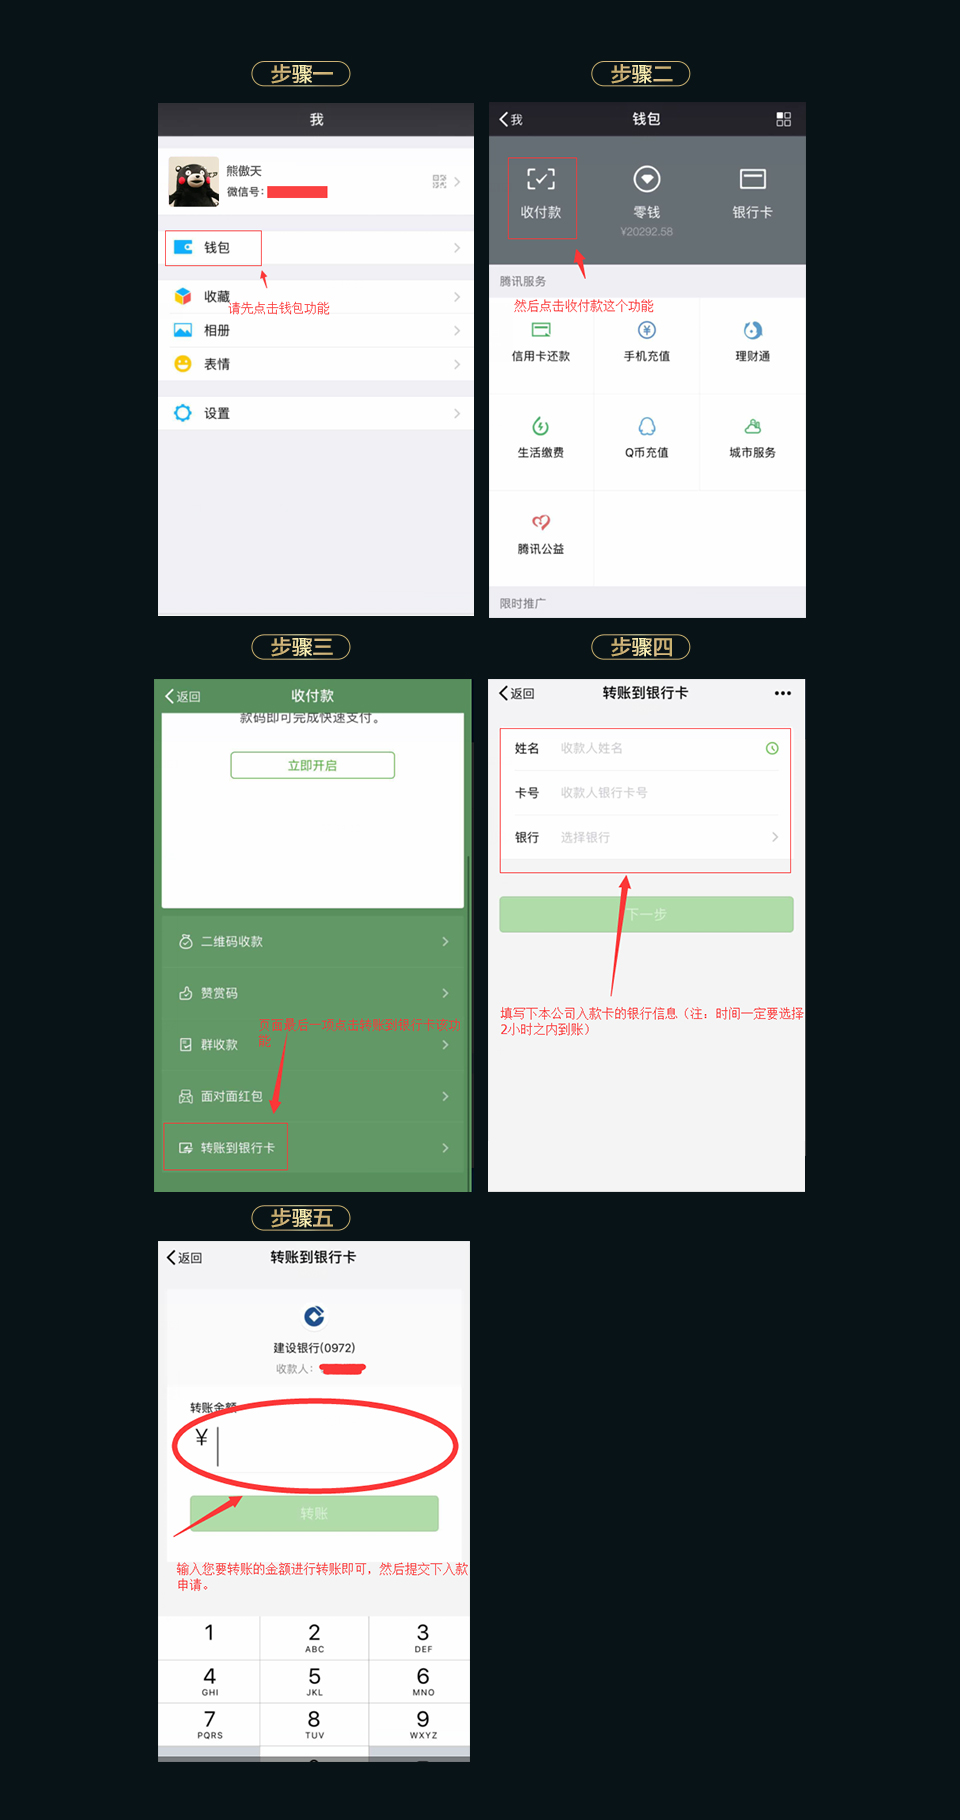 步骤一
我
熊傲天
微信号:
钱包
请先点击钱包功能
收藏
相册
表情
设置
步骤二
我
钱包
收付款
零钱
银行卡
¥20292.58
腾讯服务
然后点击收付款这个功能
信用卡还款
手机充值
理财通
生活缴费
Q币充值
城市服务
腾讯公益
限时推广
步骤三
返回
收付款
款码即可完成快速支付。
立即开启
二维码收款
赞赏码
页面最后一项点击转账到银行卡该功
能
群收款
面对面红包
转账到银行卡
步骤四
返回
转账到银行卡
姓名 收款人姓名
卡号 收款人银行卡号
银行 选择银行
下一步
填写下本公司入款卡的银行信息（注：时间一定要选择
2小时之内到账）
步骤五
返回
转账到银行卡
建设银行(0972)
收款人:
转账金额
¥
转账
输入您要转账的金额进行转账即可，然后提交下入款
申请。
1
2
3
ABC
DEF
4
5
6
GHI
JKL
MNO
7
8
9
PQRS
TUV
WXYZ